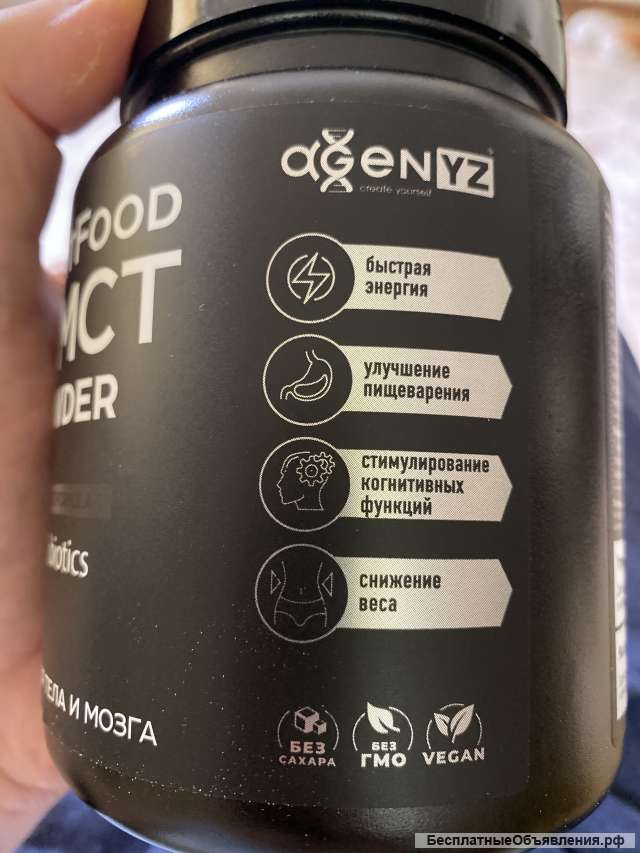 agenYZ
create yourself
FOOD
MCT
DER
biotics
ТЕЛА И МОЗГА
быстрая
энергия
улучшение
пищеварения
стимулирование
когнитивных
функций
снижение
веса
БЕЗ
САХАРА
БЕЗ
ГМО
VEGAN
БесплатныеОбъявления.рф